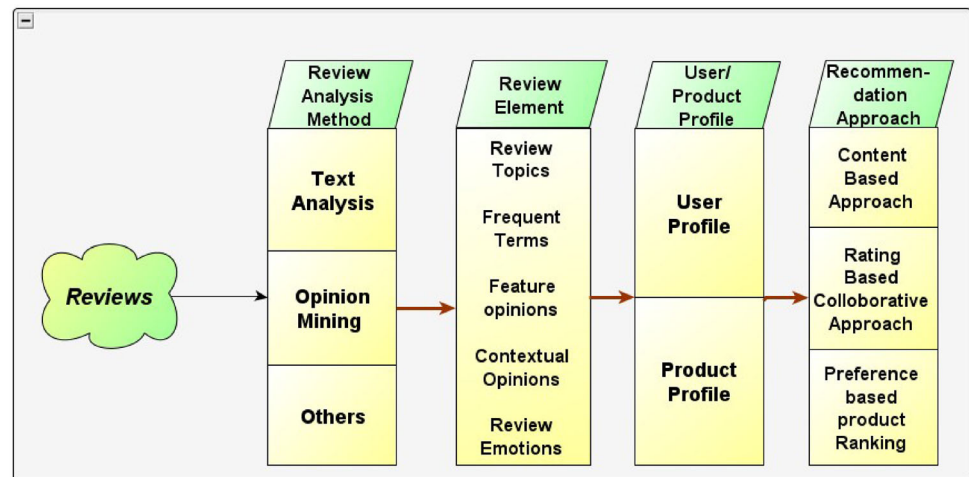 Reviews
Review
Analysis
Method
Text
Analysis
Opinion
Mining
Others
Review
Element
Review
Topics
Frequent
Terms
Feature
opinions
Contextual
Opinions
Review
Emotions
User/
Product
Profile
User
Profile
Product
Profile
Recommen-
dation
Approach
Content
Based
Approach
Rating
Based
Colloborative
Approach
Preference
based
product
Ranking